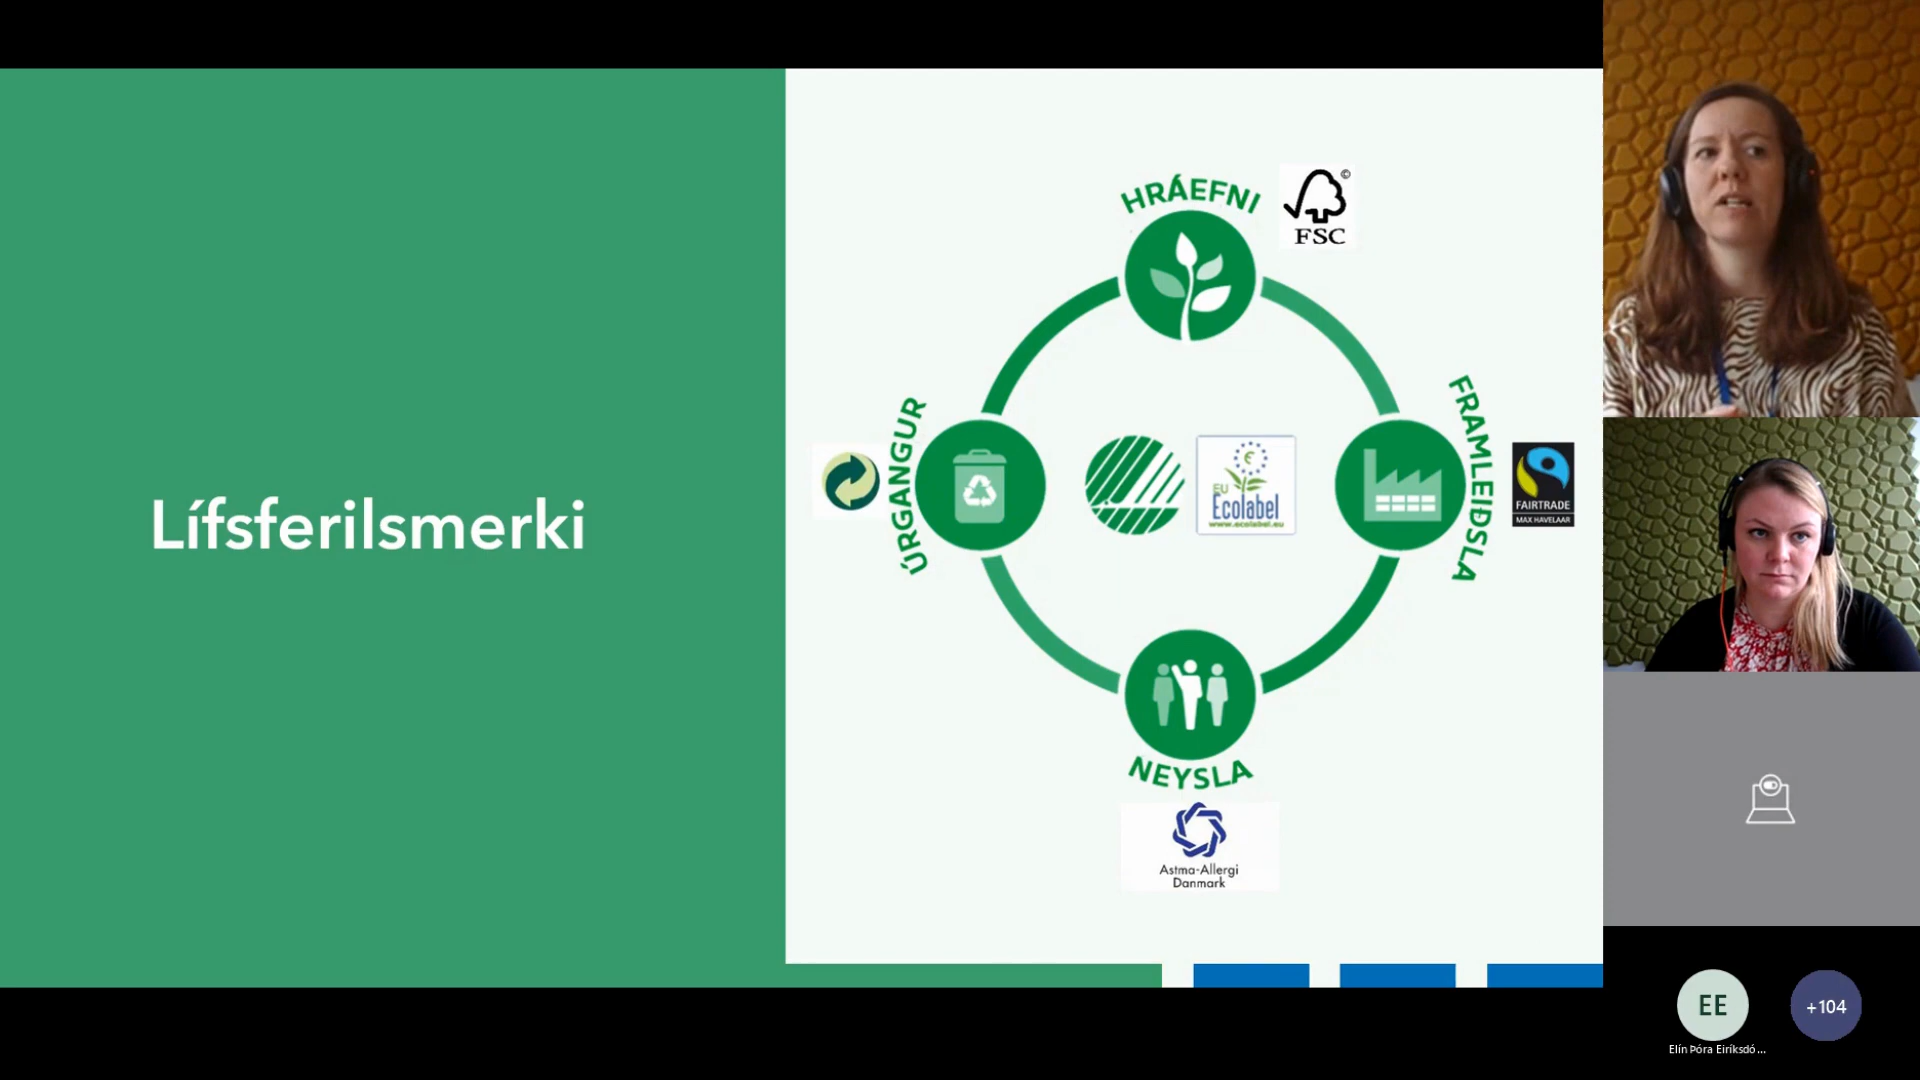 Lífsferilsmerki
HRÁEFNI
©
FSC
ÚRGANGUR
EU
Ecolabel
www.ecolabel.eu
FRAMLEIÐSLA
FAIRTRADE
MAX HAVELAAR
NEYSLA
Astma-Allergi
Danmark
EE
+104
Elín Þóra Eiríksdó...